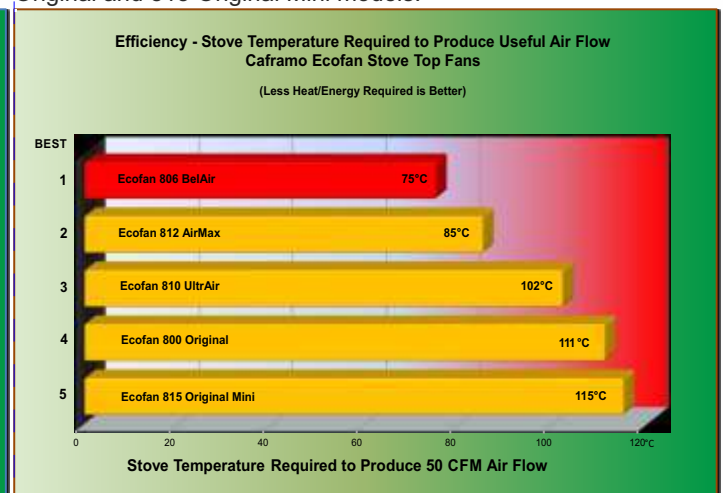 Original and 815 Original Mini models.
Efficiency - Stove Temperature Required to Produce Useful Air Flow
Caframo Ecofan Stove Top Fans
(Less Heat/Energy Required is Better)
BEST
1 Ecofan 806 BelAir 75°C
2 Ecofan 812 AirMax 85°C
3 Ecofan 810 UltrAir 102°C
4 Ecofan 800 Original 111°C
5 Ecofan 815 Original Mini 115°C
0 20 40 60 80 100 120°C
Stove Temperature Required to Produce 50 CFM Air Flow